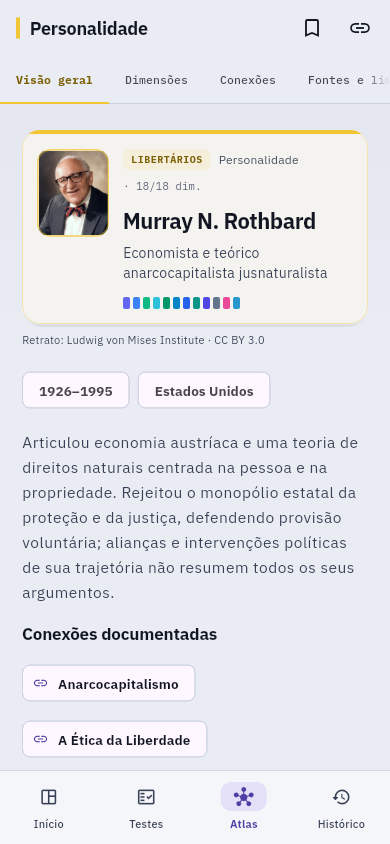 Personalidade
Visão geral
Dimensões
Conexões
Fontes e
LIBERTÁRIOS
Personalidade
· 18/18 dim.
Murray N. Rothbard
Economista e teórico
anarcocapitalista jusnaturalista
Retrato: Ludwig von Mises Institute · CC BY 3.0
1926–1995
Estados Unidos
Articulou economia austríaca e uma teoria de
direitos naturais centrada na pessoa e na
propriedade. Rejeitou o monopólio estatal da
proteção e da justiça, defendendo provisão
voluntária; alianças e intervenções políticas
de sua trajetória não resumem todos os seus
argumentos.
Conexões documentadas
Anarcocapitalismo
A Ética da Liberdade
Início
Testes
Atlas
Histórico